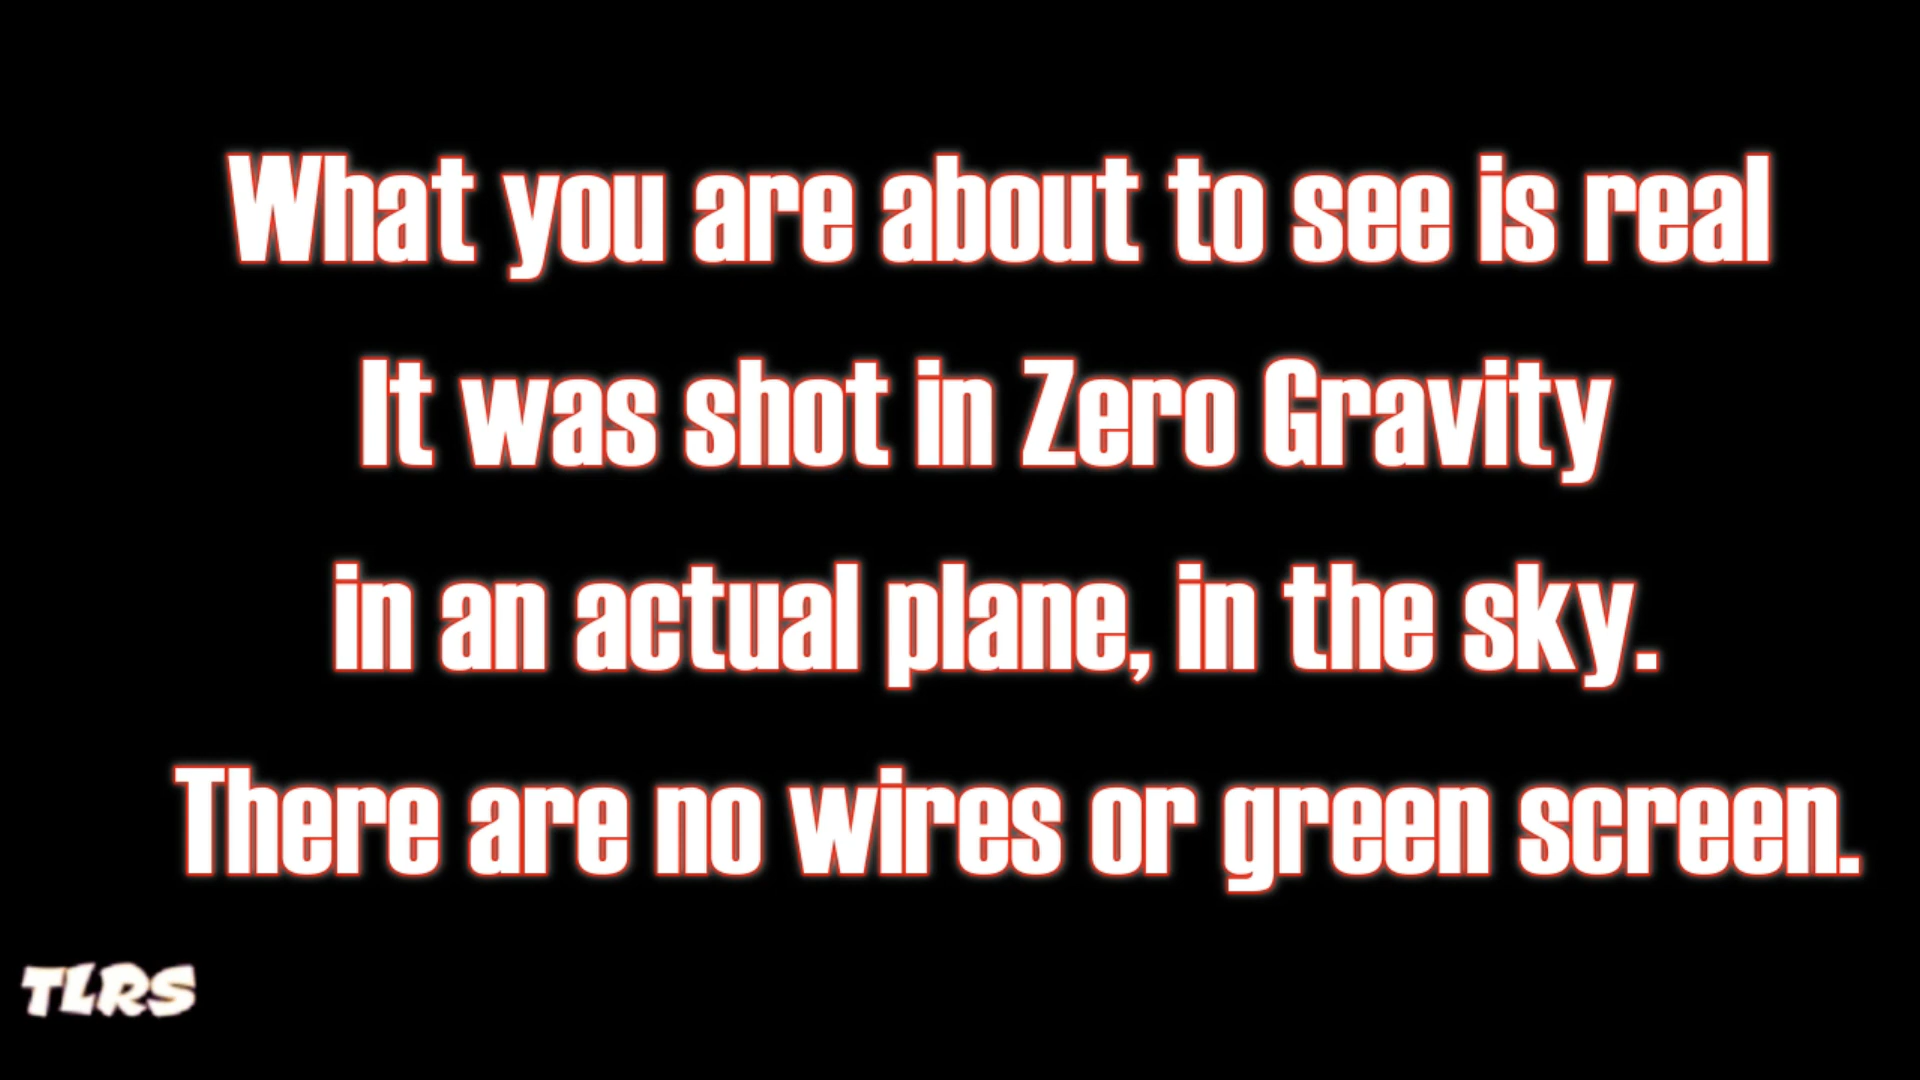 What you are about to see is real
It was shot in Zero Gravity
in an actual plane, in the sky.
There are no wires or green screen.
TLRS